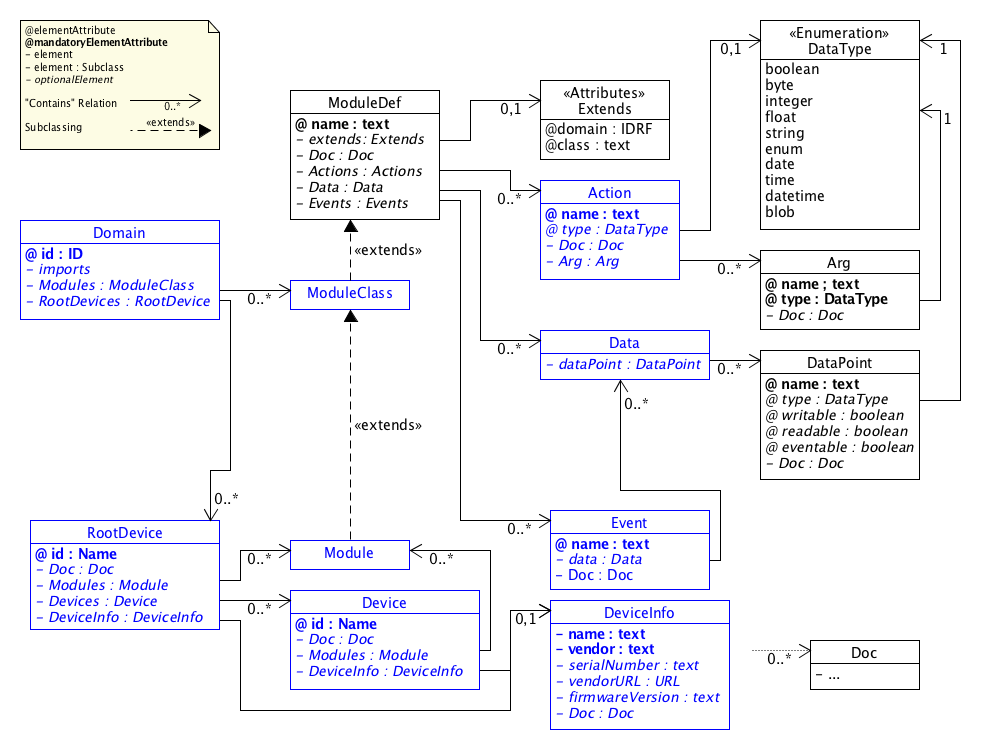 @elementAttribute
@mandatoryElementAttribute
- element
- element : Subclass
- optionalElement
"Contains" Relation
0..*
Subclassing
«extends»
ModuleDef
@ name : text
- extends: Extends
- Doc : Doc
- Actions : Actions
- Data : Data
- Events : Events
0,1
«Attributes»
Extends
@domain : IDRF
@class : text
0,1
«Enumeration»
DataType
boolean
byte
integer
float
string
enum
date
time
datetime
blob
1
1
0..*
Action
@ name : text
@ type : DataType
- Doc : Doc
- Arg : Arg
0..*
Arg
@ name ; text
@ type : DataType
- Doc : Doc
Domain
@ id : ID
- imports
- Modules : ModuleClass
- RootDevices : RootDevice
0..*
«extends»
ModuleClass
0..*
Data
- dataPoint : DataPoint
0..*
DataPoint
@ name : text
@ type : DataType
@ writable : boolean
@ readable : boolean
@ eventable : boolean
- Doc : Doc
0..*
«extends»
0..*
RootDevice
@ id : Name
- Doc : Doc
- Modules : Module
- Devices : Device
- DeviceInfo : DeviceInfo
0..*
Module
0..*
0..*
Event
@ name : text
- data : Data
- Doc : Doc
0..*
Device
@ id : Name
- Doc : Doc
- Modules : Module
- DeviceInfo : DeviceInfo
0,1
DeviceInfo
- name : text
- vendor : text
- serialNumber : text
- vendorURL : URL
- firmwareVersion : text
- Doc : Doc
0..*
Doc
- ...